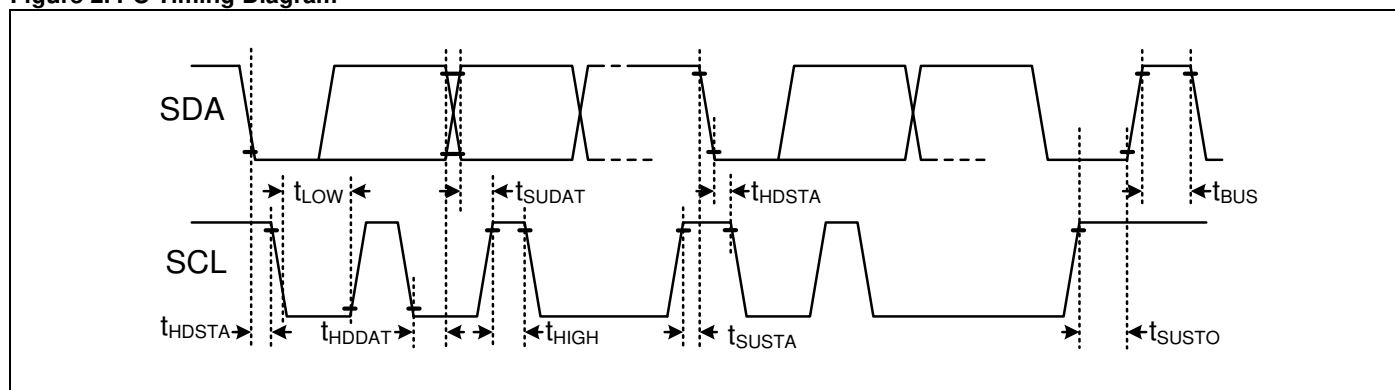 SDA
tLOW
tSUDAT
tHDSTA
tBUS
SCL
tHDSTA
tHDDAT
tHIGH
tSUSTA
tSUSTO